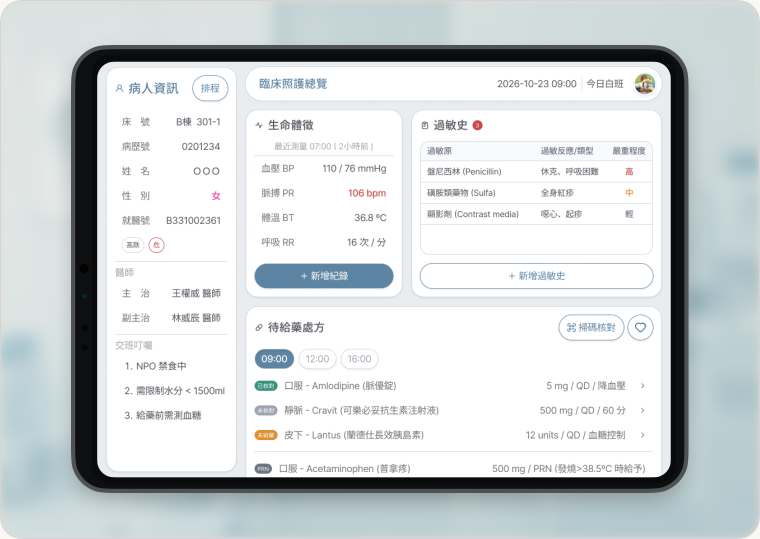 病人資訊
排程
床 號 B棟 301-1
病歷號 0201234
姓 名 ○○○
性 別 女
就醫號 B331002361
高跌 危
醫師
主 治 王權威 醫師
副主治 林威辰 醫師
交班叮囑
1. NPO 禁食中
2. 需限制水分 < 1500ml
3. 給藥前需測血糖
臨床照護總覽
2026-10-23 09:00 今日白班
生命體徵
最近測量 07:00 ( 2小時前 )
血壓 BP 110 / 76 mmHg
脈搏 PR 106 bpm
體溫 BT 36.8 ºC
呼吸 RR 16 次 / 分
+ 新增紀錄
過敏史 3
過敏原 過敏反應/類型 嚴重程度
盤尼西林 (Penicillin) 休克、呼吸困難 高
磺胺類藥物 (Sulfa) 全身紅疹 中
顯影劑 (Contrast media) 噁心、起疹 輕
+ 新增過敏史
待給藥處方
掃碼核對
09:00 12:00 16:00
已核對 口服 - Amlodipine (脈優錠) 5 mg / QD / 降血壓
未核對 靜脈 - Cravit (可樂必妥抗生素注射液) 500 mg / QD / 60 分
未給藥 皮下 - Lantus (蘭德仕長效胰島素) 12 units / QD / 血糖控制
PRN 口服 - Acetaminophen (普拿疼) 500 mg / PRN (發燒>38.5ºC 時給予)